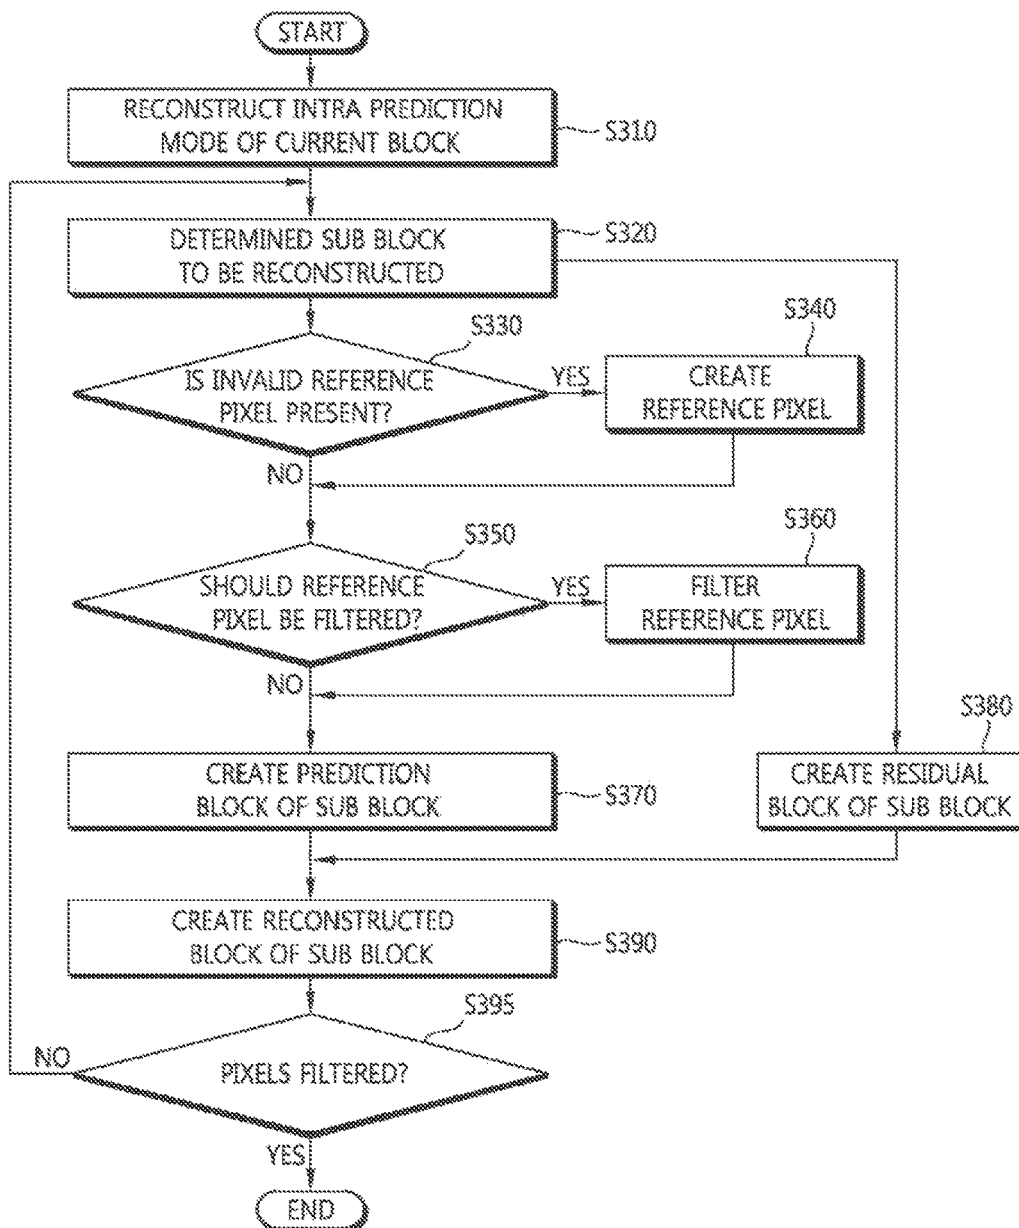 START
RECONSTRUCT INTRA PREDICTION
MODE OF CURRENT BLOCK
S310
DETERMINED SUB BLOCK
TO BE RECONSTRUCTED
S320
S330
IS INVALID REFERENCE
PIXEL PRESENT?
YES
S340
CREATE
REFERENCE PIXEL
NO
S350
SHOULD REFERENCE
PIXEL BE FILTERED?
YES
S360
FILTER
REFERENCE PIXEL
NO
CREATE PREDICTION
BLOCK OF SUB BLOCK
S370
S380
CREATE RESIDUAL
BLOCK OF SUB BLOCK
CREATE RECONSTRUCTED
BLOCK OF SUB BLOCK
S390
S395
NO
PIXELS FILTERED?
YES
END